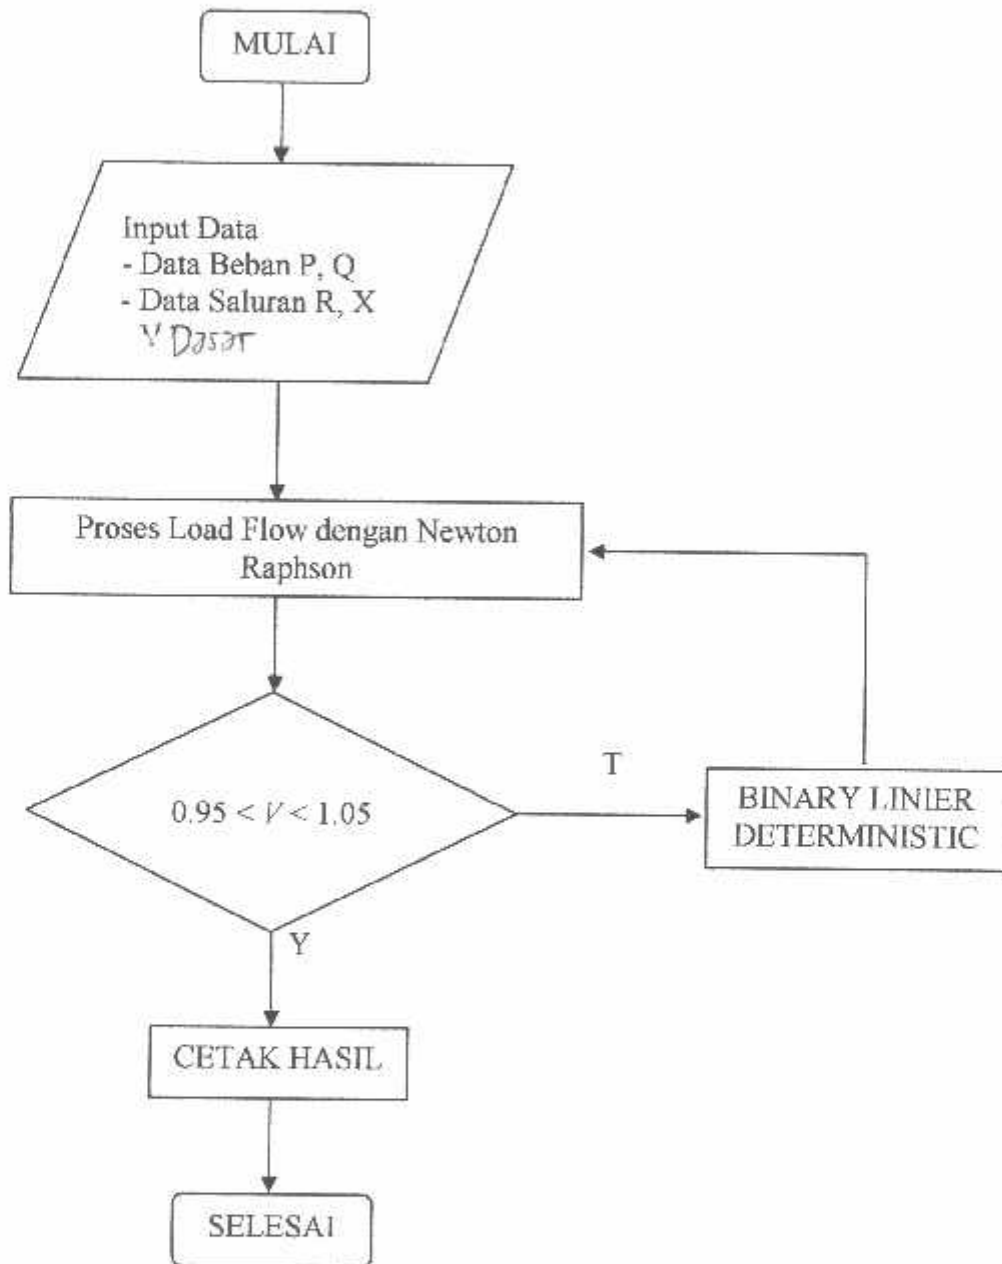 MULAI
Input Data
- Data Beban P, Q
- Data Saluran R, X
V Dasar
Proses Load Flow dengan Newton
Raphson
0.95 < V < 1.05
T
BINARY LINIER
DETERMINISTIC
Y
CETAK HASIL
SELESAI